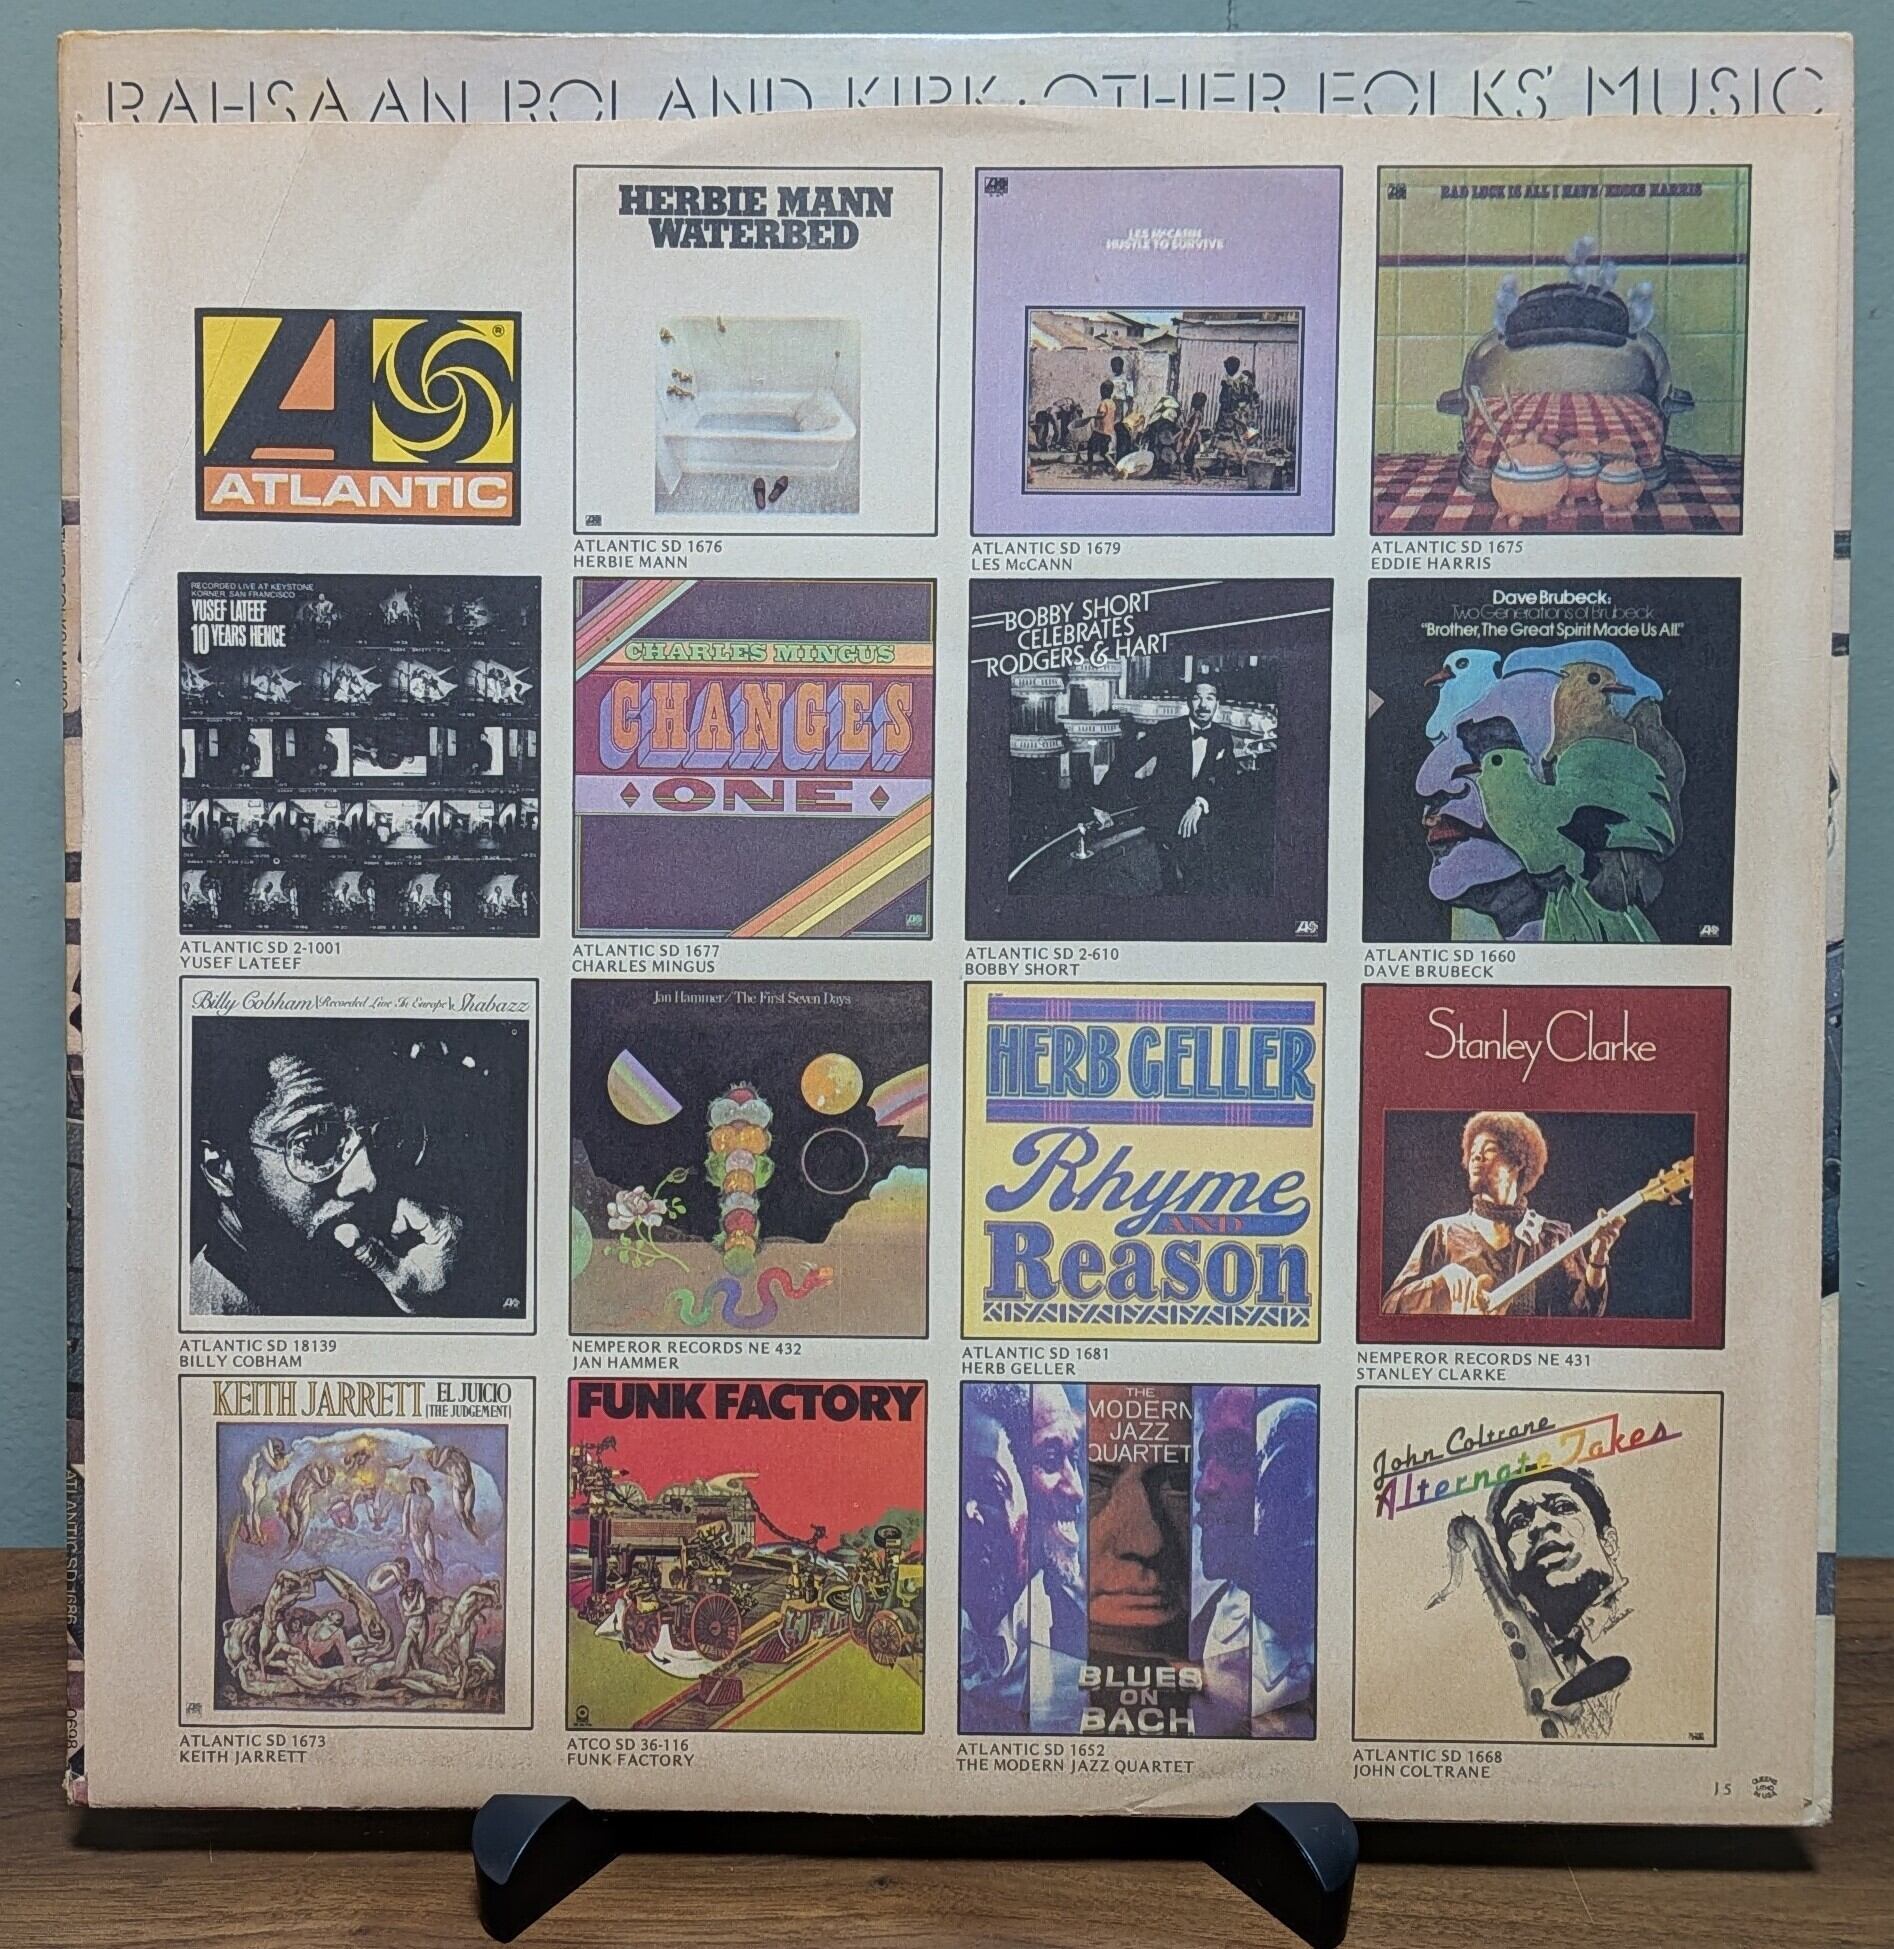 RAHSAAN ROLAND KIRK · OTHER FOLKS' MUSIC
ATLANTIC
®
HERBIE MANN
WATERBED
ATLANTIC SD 1676
HERBIE MANN
LES McCANN
HUSTLE TO SURVIVE
ATLANTIC SD 1679
LES McCANN
BAD LUCK IS ALL I HAVE/EDDIE HARRIS
ATLANTIC SD 1675
EDDIE HARRIS
RECORDED LIVE AT KEYSTONE
KORNER, SAN FRANCISCO
YUSEF LATEEF
10 YEARS HENCE
ATLANTIC SD 2-1001
YUSEF LATEEF
CHARLES MINGUS
CHANGES
ONE
ATLANTIC SD 1677
CHARLES MINGUS
BOBBY SHORT
CELEBRATES
RODGERS & HART
ATLANTIC SD 2-610
BOBBY SHORT
Dave Brubeck:
Two Generations of Brubeck
"Brother, The Great Spirit Made Us All"
ATLANTIC SD 1660
DAVE BRUBECK
Billy Cobham\Recorded Live In Europe\Shabazz
ATLANTIC SD 18139
BILLY COBHAM
Jan Hammer/The First Seven Days
NEMPEROR RECORDS NE 432
JAN HAMMER
HERB GELLER
Rhyme
AND
Reason
ATLANTIC SD 1681
HERB GELLER
Stanley Clarke
NEMPEROR RECORDS NE 431
STANLEY CLARKE
KEITH JARRETT EL JUICIO
(THE JUDGEMENT)
ATLANTIC SD 1673
KEITH JARRETT
FUNK FACTORY
ATCO SD 36-116
FUNK FACTORY
THE
MODERN
JAZZ
QUARTET
BLUES
ON
BACH
ATLANTIC SD 1652
THE MODERN JAZZ QUARTET
John Coltrane
Alternate Takes
ATLANTIC SD 1668
JOHN COLTRANE
J 5
QUEENS
LITHO
IN USA
ATLANTIC SD 1686